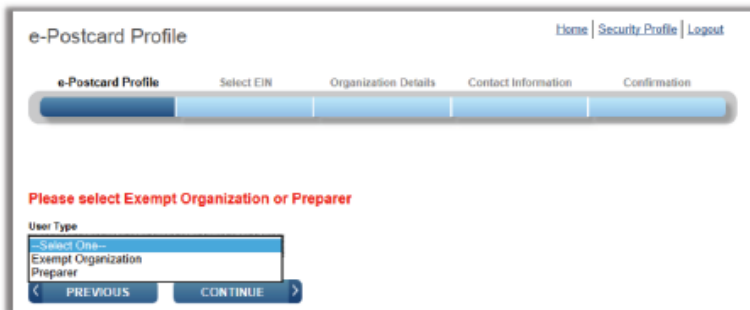 e-Postcard Profile
Home | Security Profile | Logout
e-Postcard Profile Select EIN Organization Details Contact Information Confirmation
Please select Exempt Organization or Preparer
User Type
--Select One--
Exempt Organization
Preparer
PREVIOUS CONTINUE